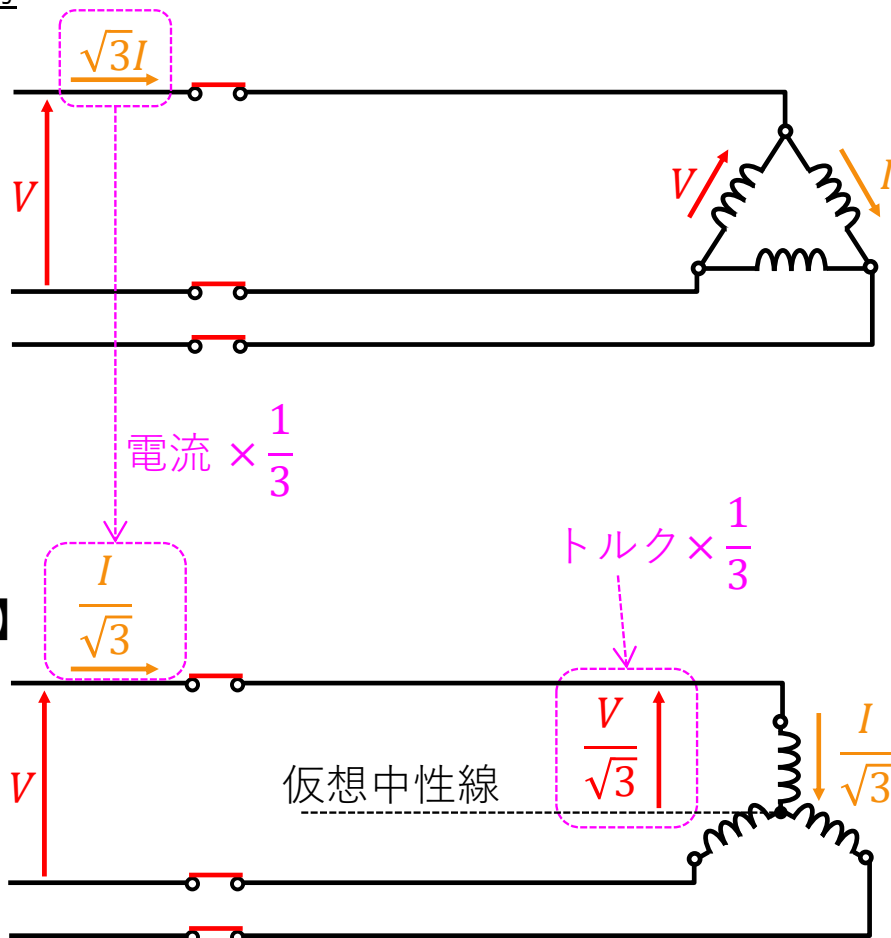 √3I
V
V
I
電流 × 1/3
トルク × 1/3
I/√3
】
V/√3
I/√3
V
仮想中性線